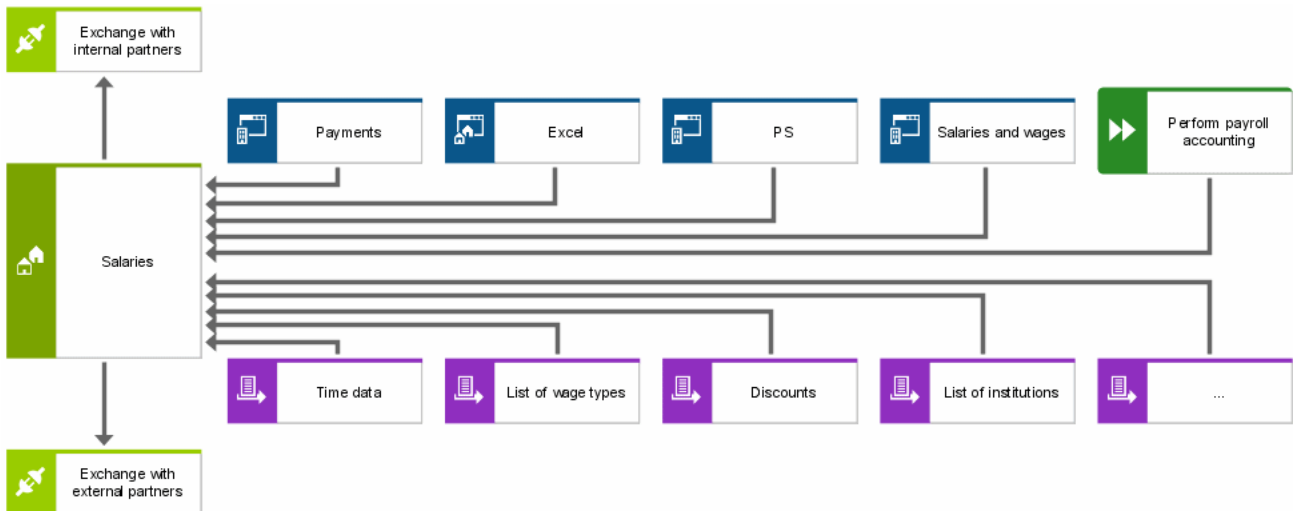 Exchange with
internal partners
Payments
Excel
PS
Salaries and wages
Perform payroll
accounting
Salaries
Time data
List of wage types
Discounts
List of institutions
...
Exchange with
external partners